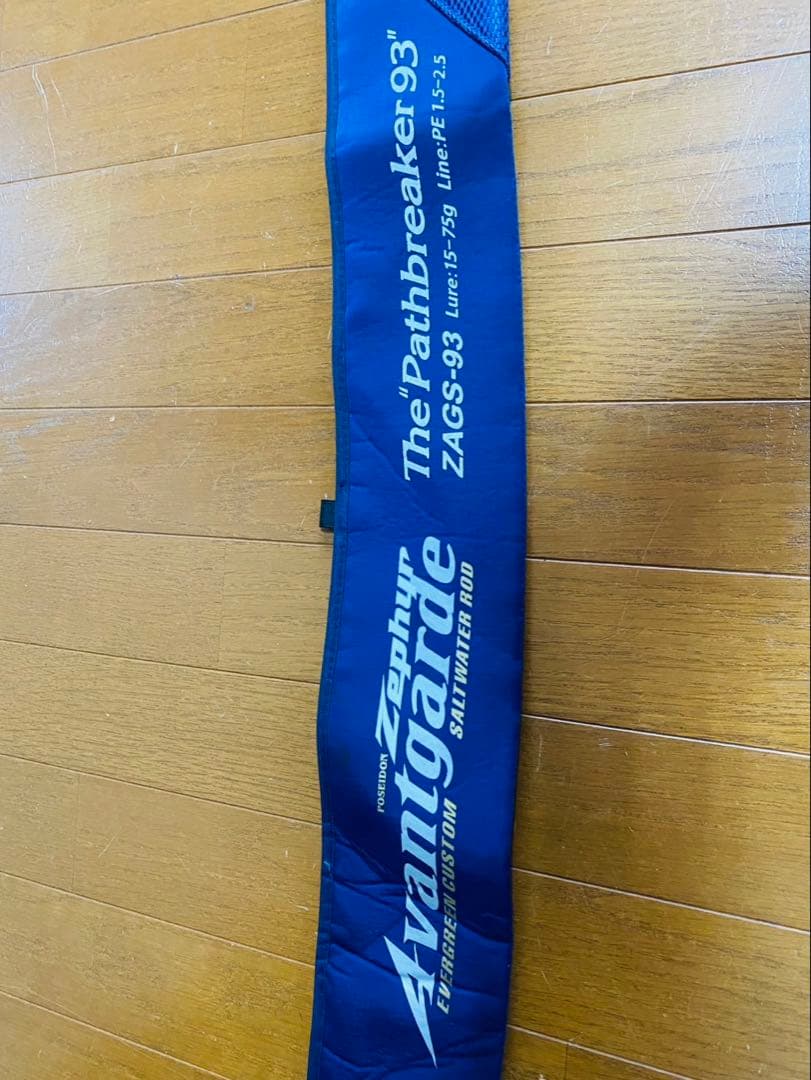 POSEIDON Zephyr
Avantgarde
EVERGREEN CUSTOM SALTWATER ROD
The "Pathbreaker 93"
ZAGS-93 Lure:15-75g Line:PE 1.5-2.5